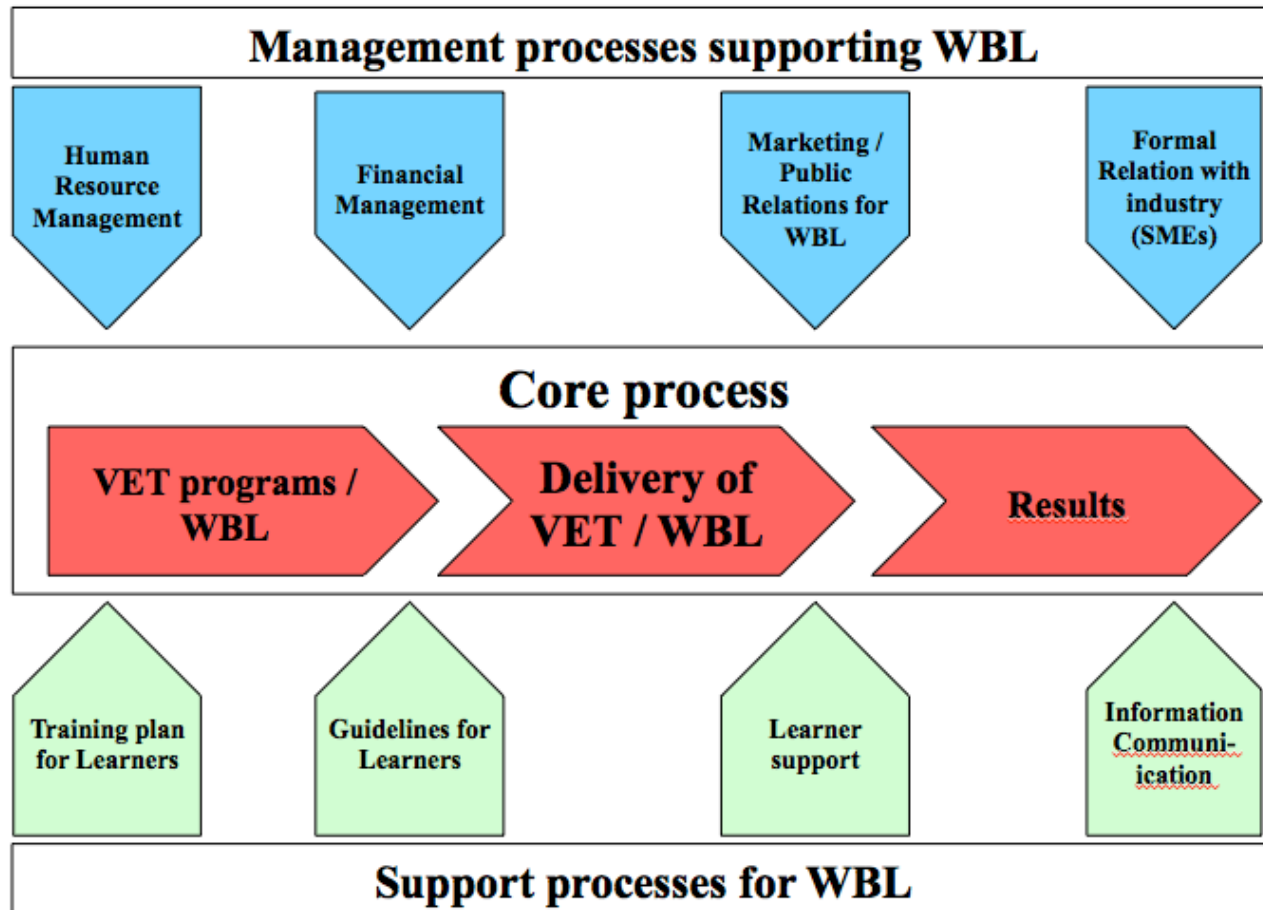 Management processes supporting WBL
Human
Resource
Management
Financial
Management
Marketing /
Public
Relations for
WBL
Formal
Relation with
industry
(SMEs)
Core process
VET programs /
WBL
Delivery of
VET / WBL
Results
Training plan
for Learners
Guidelines for
Learners
Learner
support
Information
Communi-
ication
Support processes for WBL